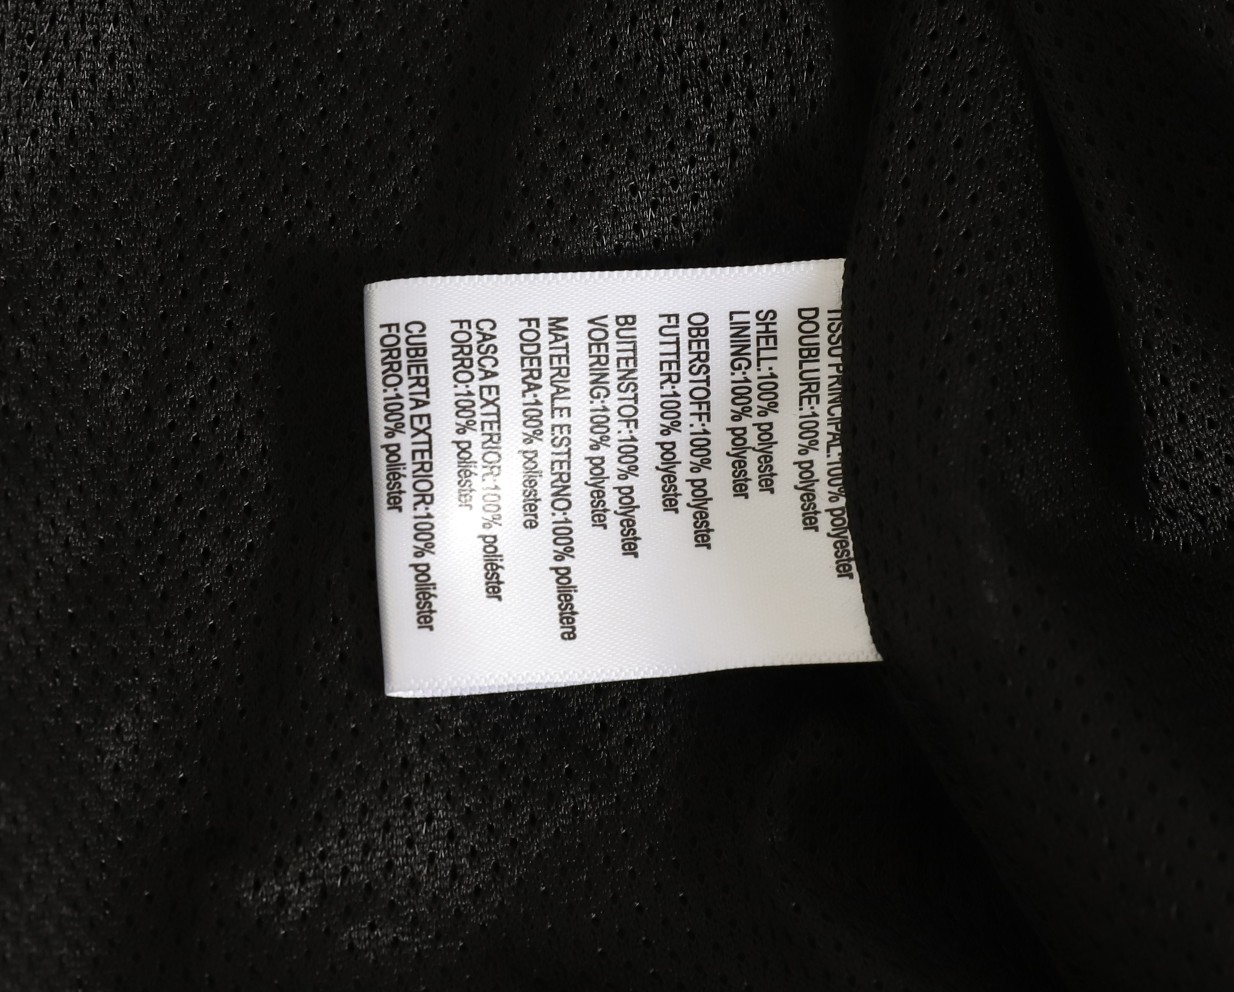 TISSU PRINCIPAL:100% polyester
DOUBLURE:100% polyester
SHELL:100% polyester
LINING:100% polyester
OBERSTOFF:100% polyester
FUTTER:100% polyester
BUITENSTOF:100% polyester
VOERING:100% polyester
MATERIALE ESTERNO:100% poliestere
FODERA:100% poliestere
CASCA EXTERIOR:100% poliéster
FORRO:100% poliéster
CUBIERTA EXTERIOR:100% poliéster
FORRO:100% poliéster